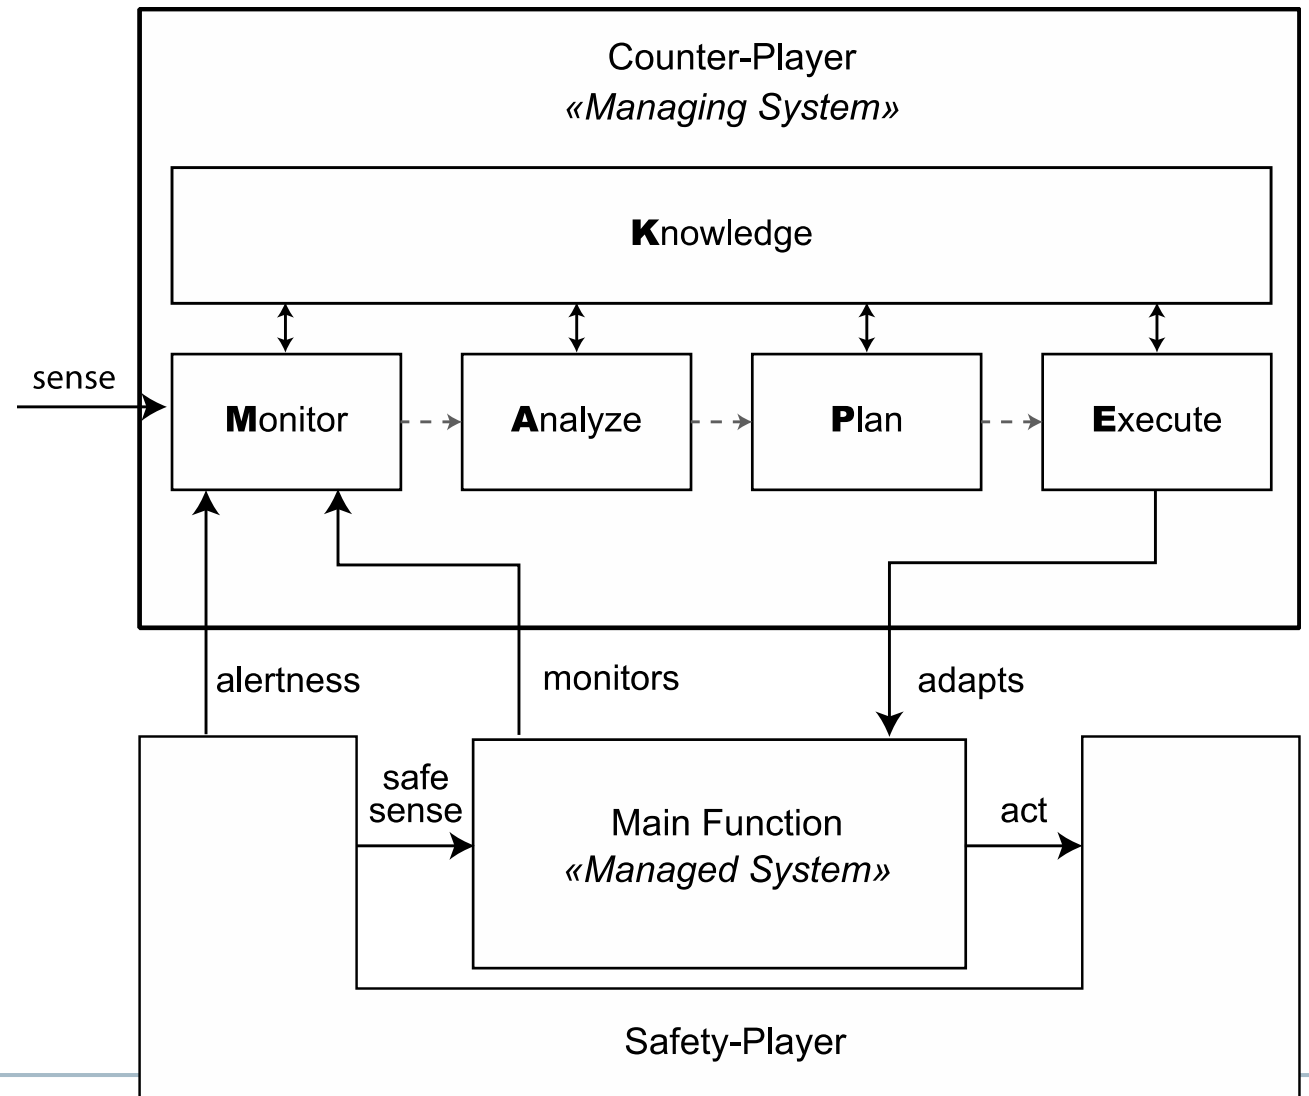 Counter-Player
«Managing System»
Knowledge
sense
Monitor
Analyze
Plan
Execute
alertness
monitors
adapts
safe
sense
Main Function
«Managed System»
act
Safety-Player